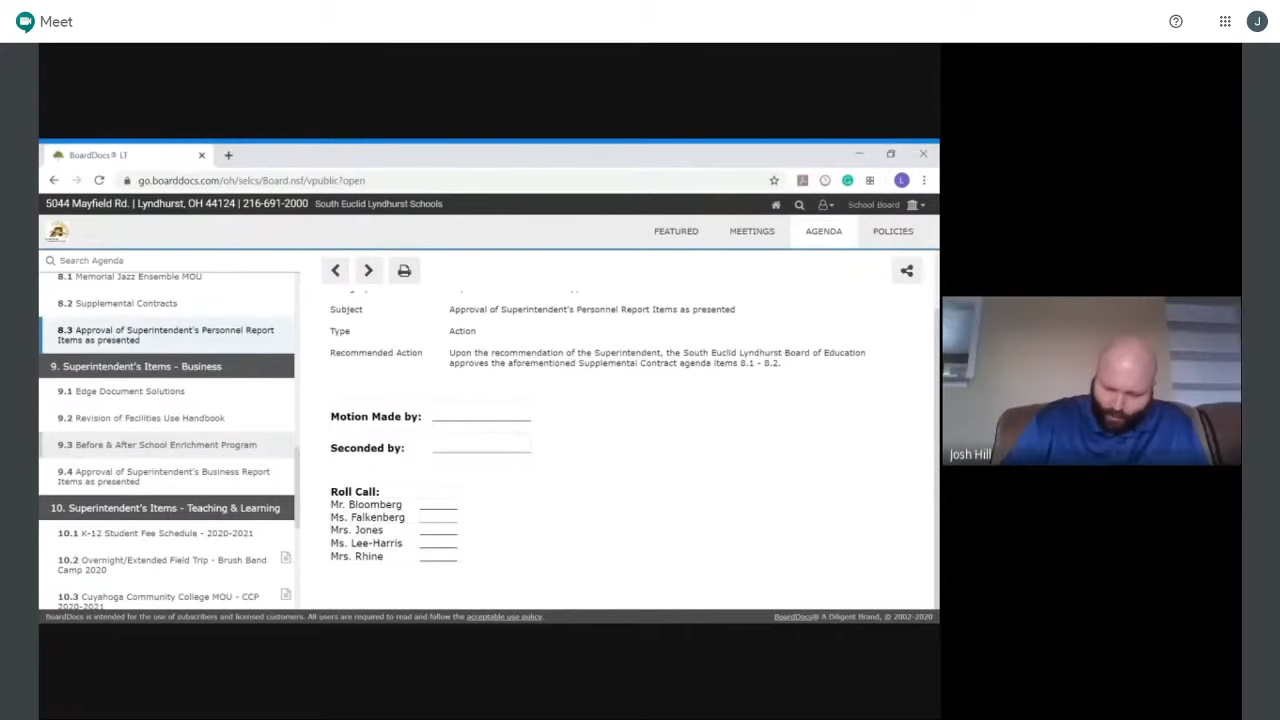 Meet
J
BoardDocs® LT
go.boarddocs.com/oh/selcs/Board.nsf/vpublic?open
L
5044 Mayfield Rd. | Lyndhurst, OH 44124 | 216-691-2000 South Euclid Lyndhurst Schools
School Board
FEATURED MEETINGS AGENDA POLICIES
Search Agenda
8.1 Memorial Jazz Ensemble MOU
8.2 Supplemental Contracts
8.3 Approval of Superintendent's Personnel Report
Items as presented
9. Superintendent's Items - Business
9.1 Edge Document Solutions
9.2 Revision of Facilities Use Handbook
9.3 Before & After School Enrichment Program
9.4 Approval of Superintendent's Business Report
Items as presented
10. Superintendent's Items - Teaching & Learning
10.1 K-12 Student Fee Schedule - 2020-2021
10.2 Overnight/Extended Field Trip - Brush Band
Camp 2020
10.3 Cuyahoga Community College MOU - CCP
2020-2021
Subject Approval of Superintendent's Personnel Report Items as presented
Type Action
Recommended Action Upon the recommendation of the Superintendent, the South Euclid Lyndhurst Board of Education
approves the aforementioned Supplemental Contract agenda items 8.1 - 8.2.
Motion Made by:
Seconded by:
Roll Call:
Mr. Bloomberg
Ms. Falkenberg
Mrs. Jones
Ms. Lee-Harris
Mrs. Rhine
BoardDocs is intended for the use of subscribers and licensed customers. All users are required to read and follow the acceptable use policy.
BoardDocs® A Diligent Brand, © 2002-2020
Josh Hill